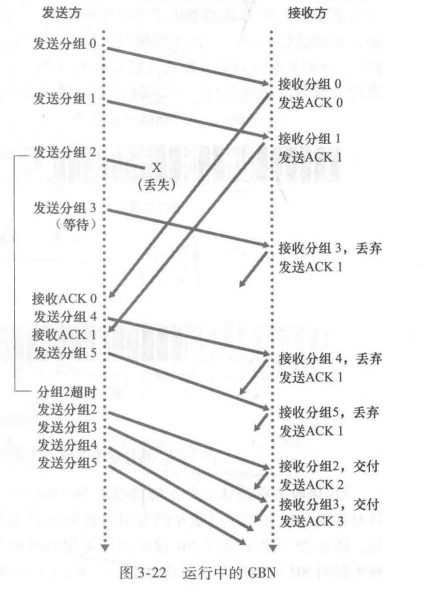 发送方
接收方
发送分组 0
接收分组 0
发送ACK 0
发送分组 1
接收分组 1
发送ACK 1
发送分组 2
X
(丢失)
发送分组 3
(等待)
接收分组 3，丢弃
发送ACK 1
接收ACK 0
发送分组 4
接收ACK 1
发送分组 5
接收分组 4，丢弃
发送ACK 1
分组2超时
发送分组2
发送分组3
发送分组4
发送分组5
接收分组5，丢弃
发送ACK 1
接收分组2，交付
发送ACK 2
接收分组3，交付
发送ACK 3
图 3-22 运行中的 GBN